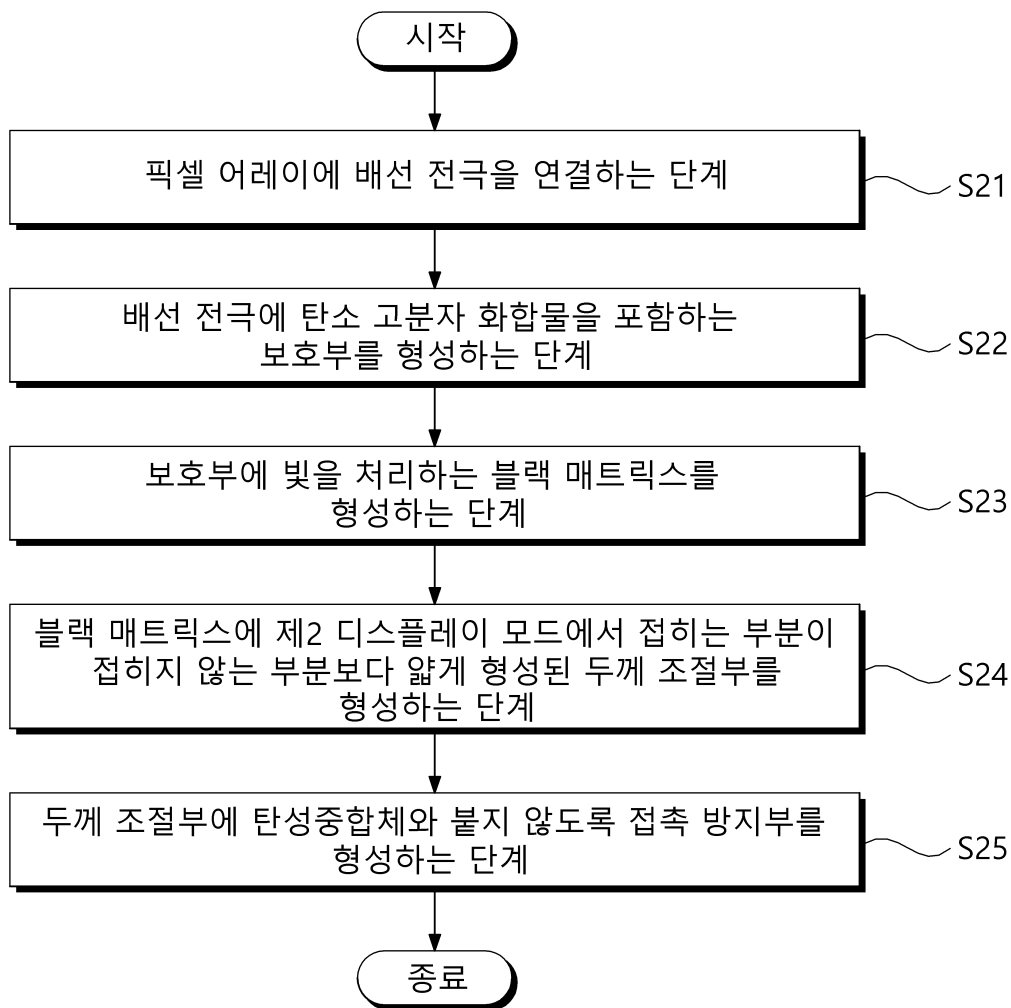 시작
픽셀 어레이에 배선 전극을 연결하는 단계
S21
배선 전극에 탄소 고분자 화합물을 포함하는
보호부를 형성하는 단계
S22
보호부에 빛을 처리하는 블랙 매트릭스를
형성하는 단계
S23
블랙 매트릭스에 제2 디스플레이 모드에서 접히는 부분이
접히지 않는 부분보다 얇게 형성된 두께 조절부를
형성하는 단계
S24
두께 조절부에 탄성중합체와 붙지 않도록 접촉 방지부를
형성하는 단계
S25
종료